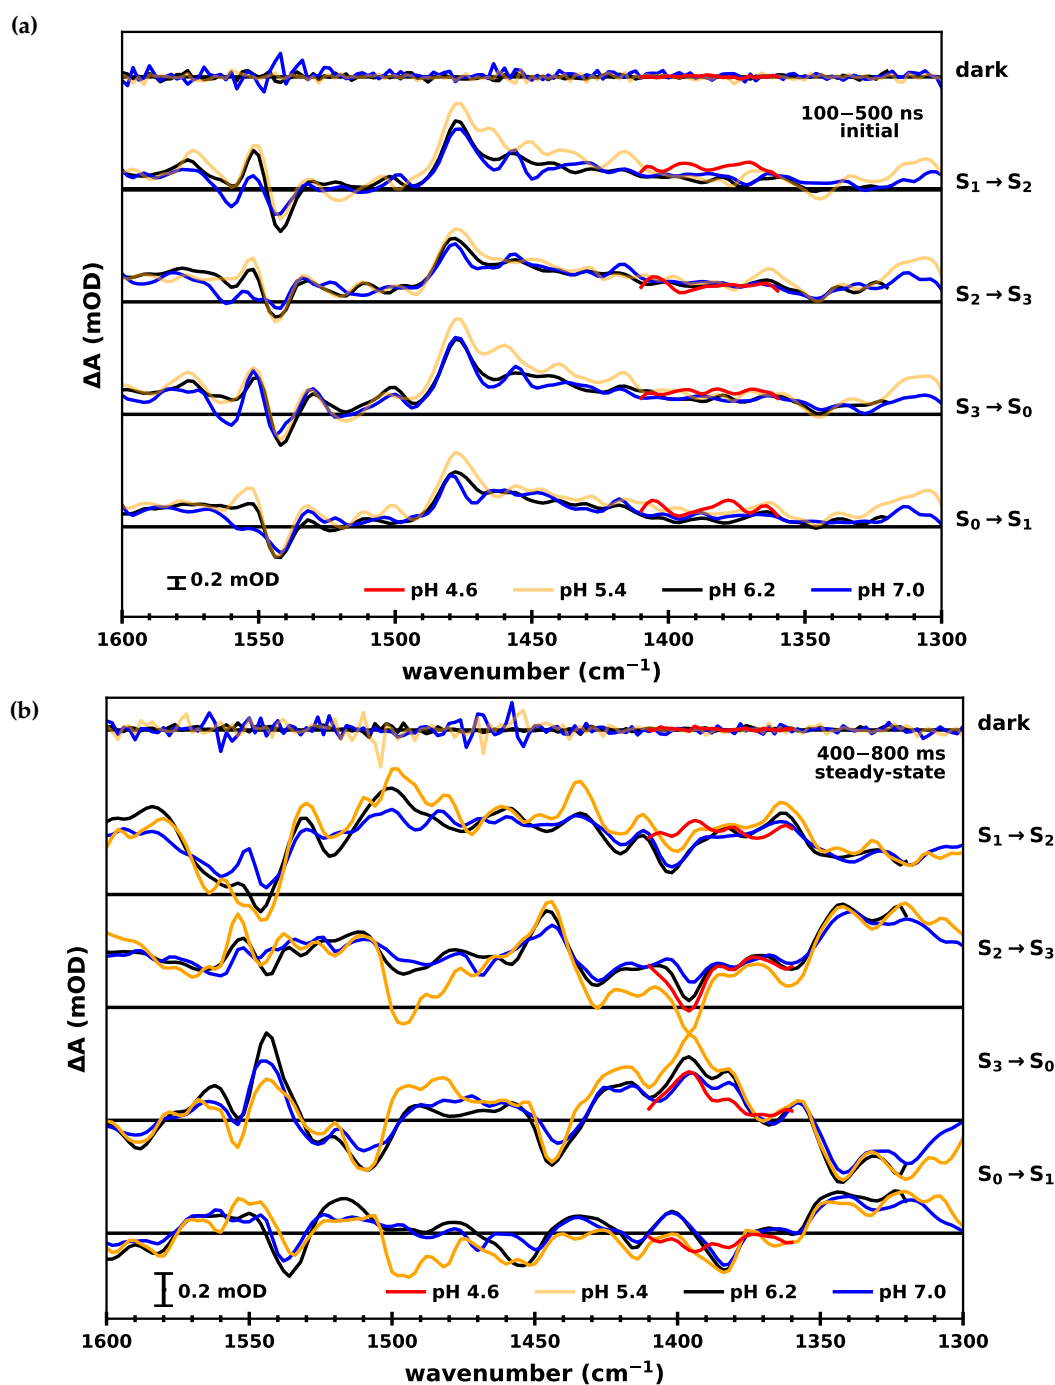 (a)
dark
100−500 ns
initial
S₁→S₂
S₂→S₃
S₃→S₀
S₀→S₁
ΔA (mOD)
0.2 mOD
pH 4.6 pH 5.4 pH 6.2 pH 7.0
1600 1550 1500 1450 1400 1350 1300
wavenumber (cm⁻¹)
(b)
dark
400−800 ms
steady-state
S₁→S₂
S₂→S₃
S₃→S₀
S₀→S₁
ΔA (mOD)
0.2 mOD
pH 4.6 pH 5.4 pH 6.2 pH 7.0
1600 1550 1500 1450 1400 1350 1300
wavenumber (cm⁻¹)